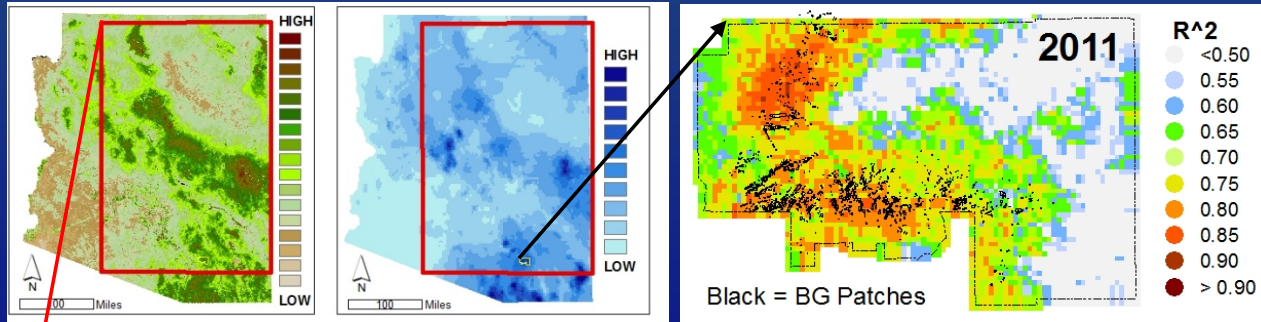 HIGH
LOW
N
00 Miles
HIGH
LOW
N
100 Miles
2011
R^2
<0.50
0.55
0.60
0.65
0.70
0.75
0.80
0.85
0.90
> 0.90
Black = BG Patches